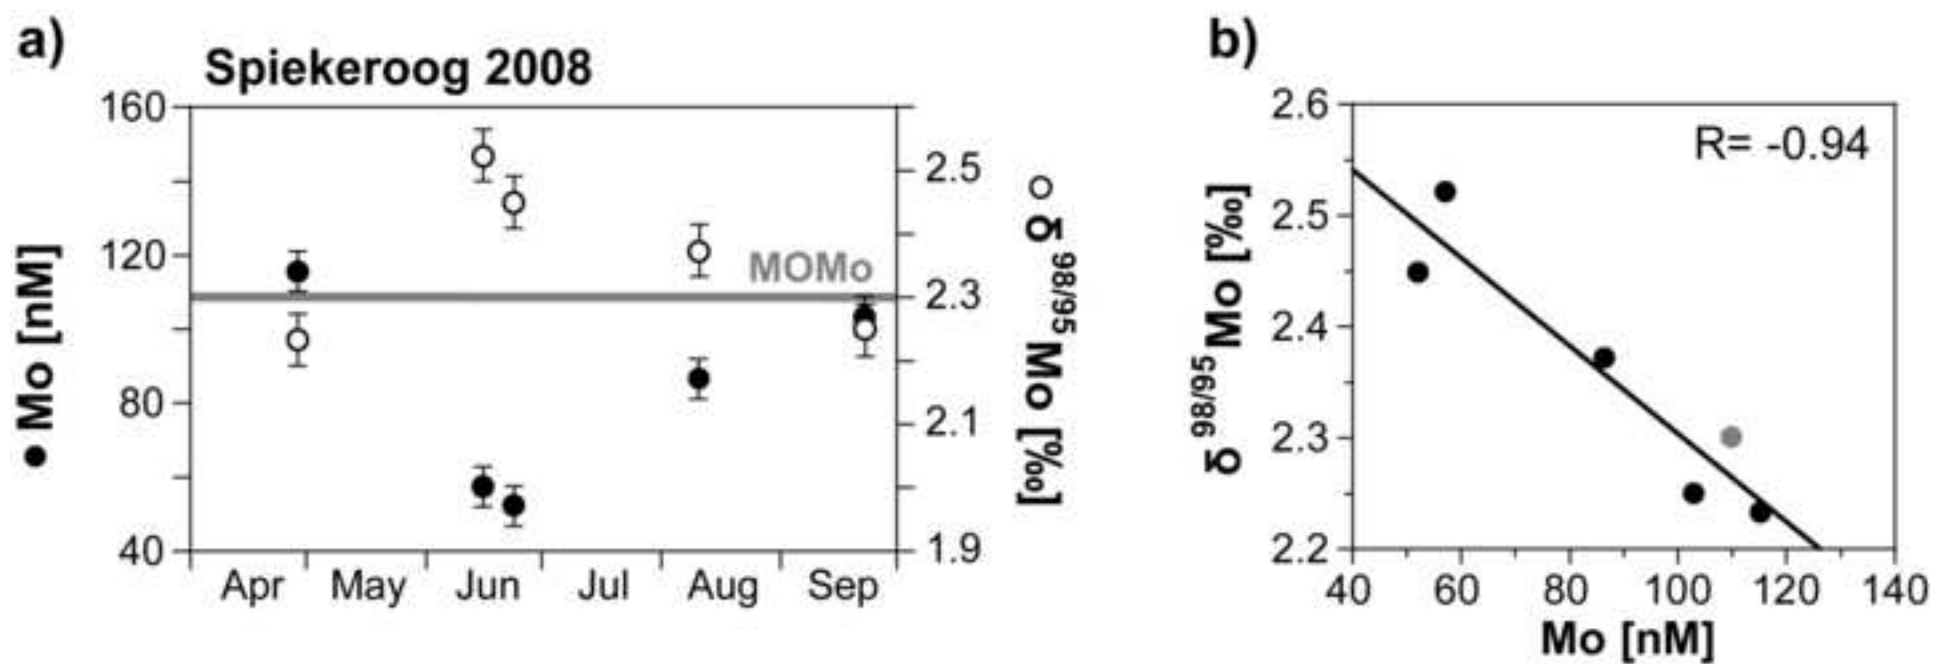 a)
Spiekeroog 2008
160
120
80
40
● Mo [nM]
MOMo
2.5
2.3
2.1
1.9
○ δ98/95Mo [‰]
Apr May Jun Jul Aug Sep
b)
R= -0.94
2.6
2.5
2.4
2.3
2.2
δ 98/95Mo [‰]
40 60 80 100 120 140
Mo [nM]